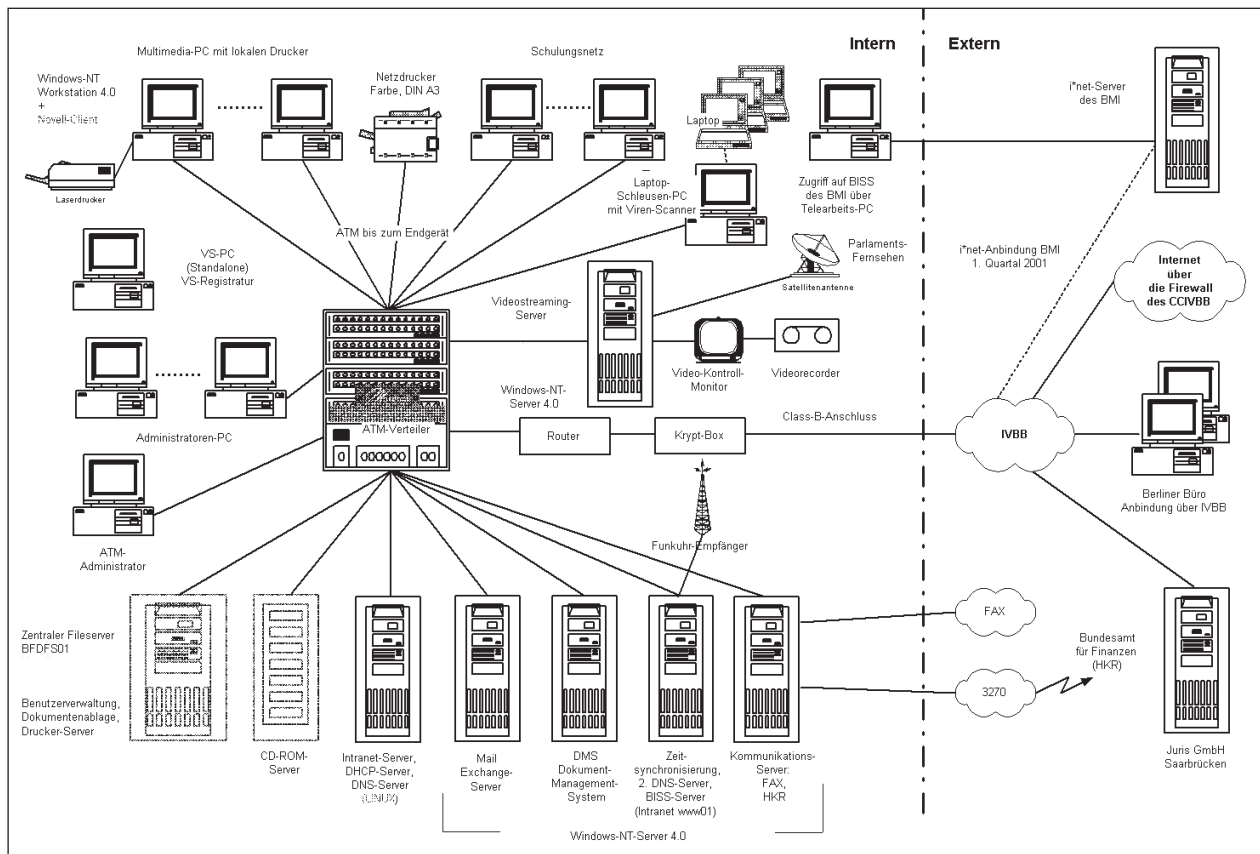 Multimedia-PC mit lokalen Drucker
Schulungsnetz
Intern
Extern
Windows-NT
Workstation 4.0
+
Novell-Client
Netzdrucker
Farbe, DIN A3
Laptop
i*net-Server
des BMI
Laserdrucker
Laptop-
Schleusen-PC
mit Viren-Scanner
Zugriff auf BISS
des BMI über
Telearbeits-PC
ATM bis zum Endgerät
VS-PC
(Standalone)
VS-Registratur
Parlaments-
Fernsehen
i*net-Anbindung BMI
1. Quartal 2001
Internet
über
die Firewall
des CCIVBB
Satellitenantenne
Videostreaming-
Server
Video-Kontroll-
Monitor
Videorecorder
Windows-NT-
Server 4.0
Administratoren-PC
ATM-Verteiler
Router
Krypt-Box
Class-B-Anschluss
IVBB
Berliner Büro
Anbindung über IVBB
ATM-
Administrator
Funkuhr-Empfänger
Zentraler Fileserver
BFDFS01
FAX
Bundesamt
für Finanzen
(HKR)
3270
Benutzerverwaltung,
Dokumentenablage,
Drucker-Server
CD-ROM-
Server
Intranet-Server,
DHCP-Server,
DNS-Server
(LINUX)
Mail
Exchange-
Server
DMS
Dokument-
Management-
System
Zeit-
synchronisierung,
2. DNS-Server,
BISS-Server
(Intranet www01)
Kommunikations-
Server:
FAX,
HKR
Juris GmbH
Saarbrücken
Windows-NT-Server 4.0